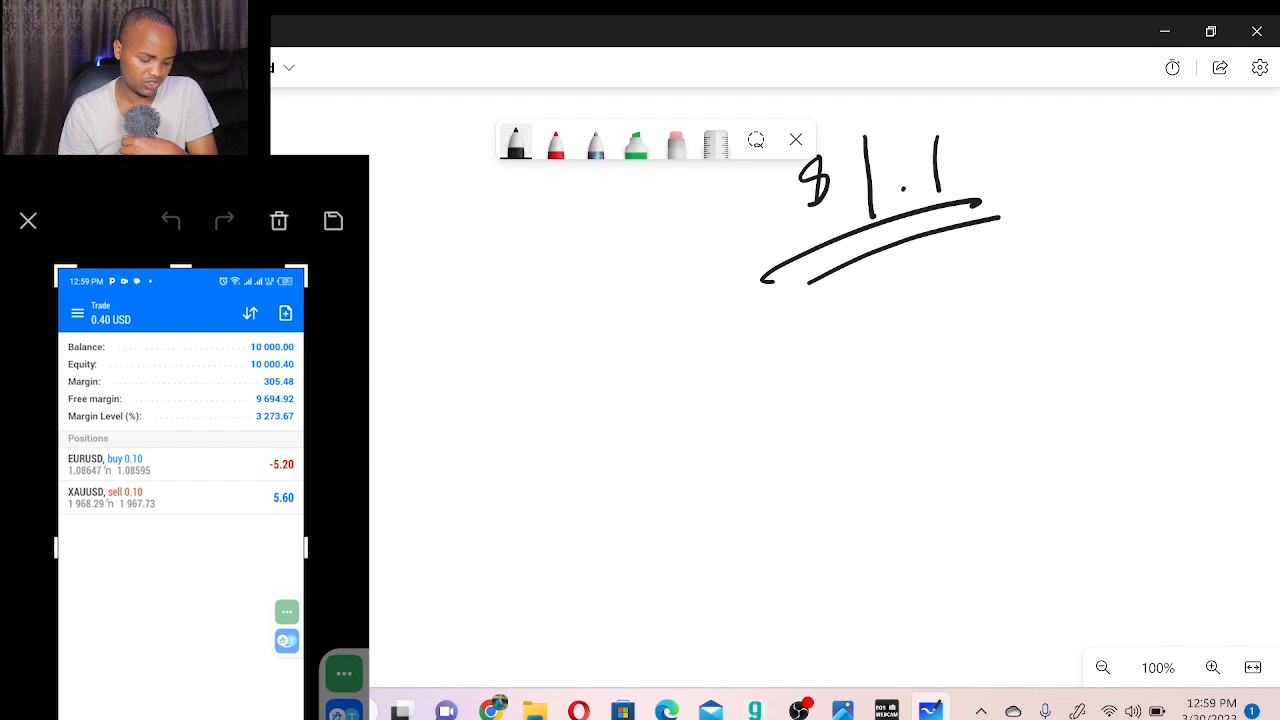 81.1
12:59 PM
Trade
0.40 USD
Balance: 10 000.00
Equity: 10 000.40
Margin: 305.48
Free margin: 9 694.92
Margin Level (%): 3 273.67
Positions
EURUSD, buy 0.10 -5.20
1.08647 1.08595
XAUUSD, sell 0.10 5.60
1 968.29 1 967.73
100%
EOS WEBCAM
12:59 PM
1